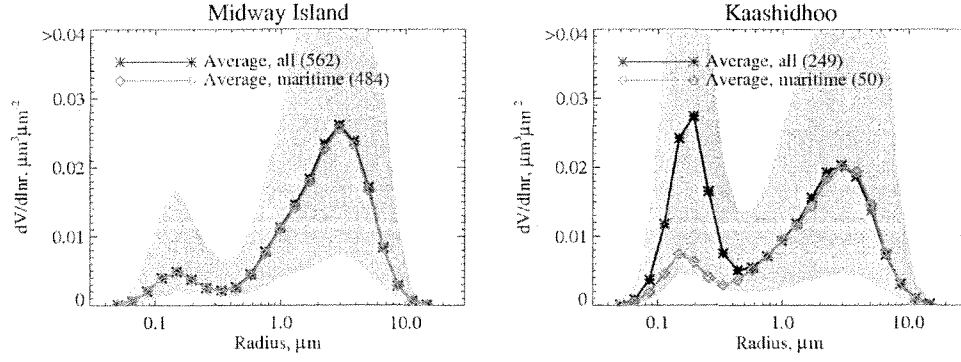 Midway Island
>0.04
Average, all (562)
Average, maritime (484)
0.03
0.02
0.01
0
dV/dlnr, μm³μm⁻²
0.1
1.0
10.0
Radius, μm
Kaashidhoo
>0.04
Average, all (249)
Average, maritime (50)
0.03
0.02
0.01
0
dV/dlnr, μm³μm⁻²
0.1
1.0
10.0
Radius, μm